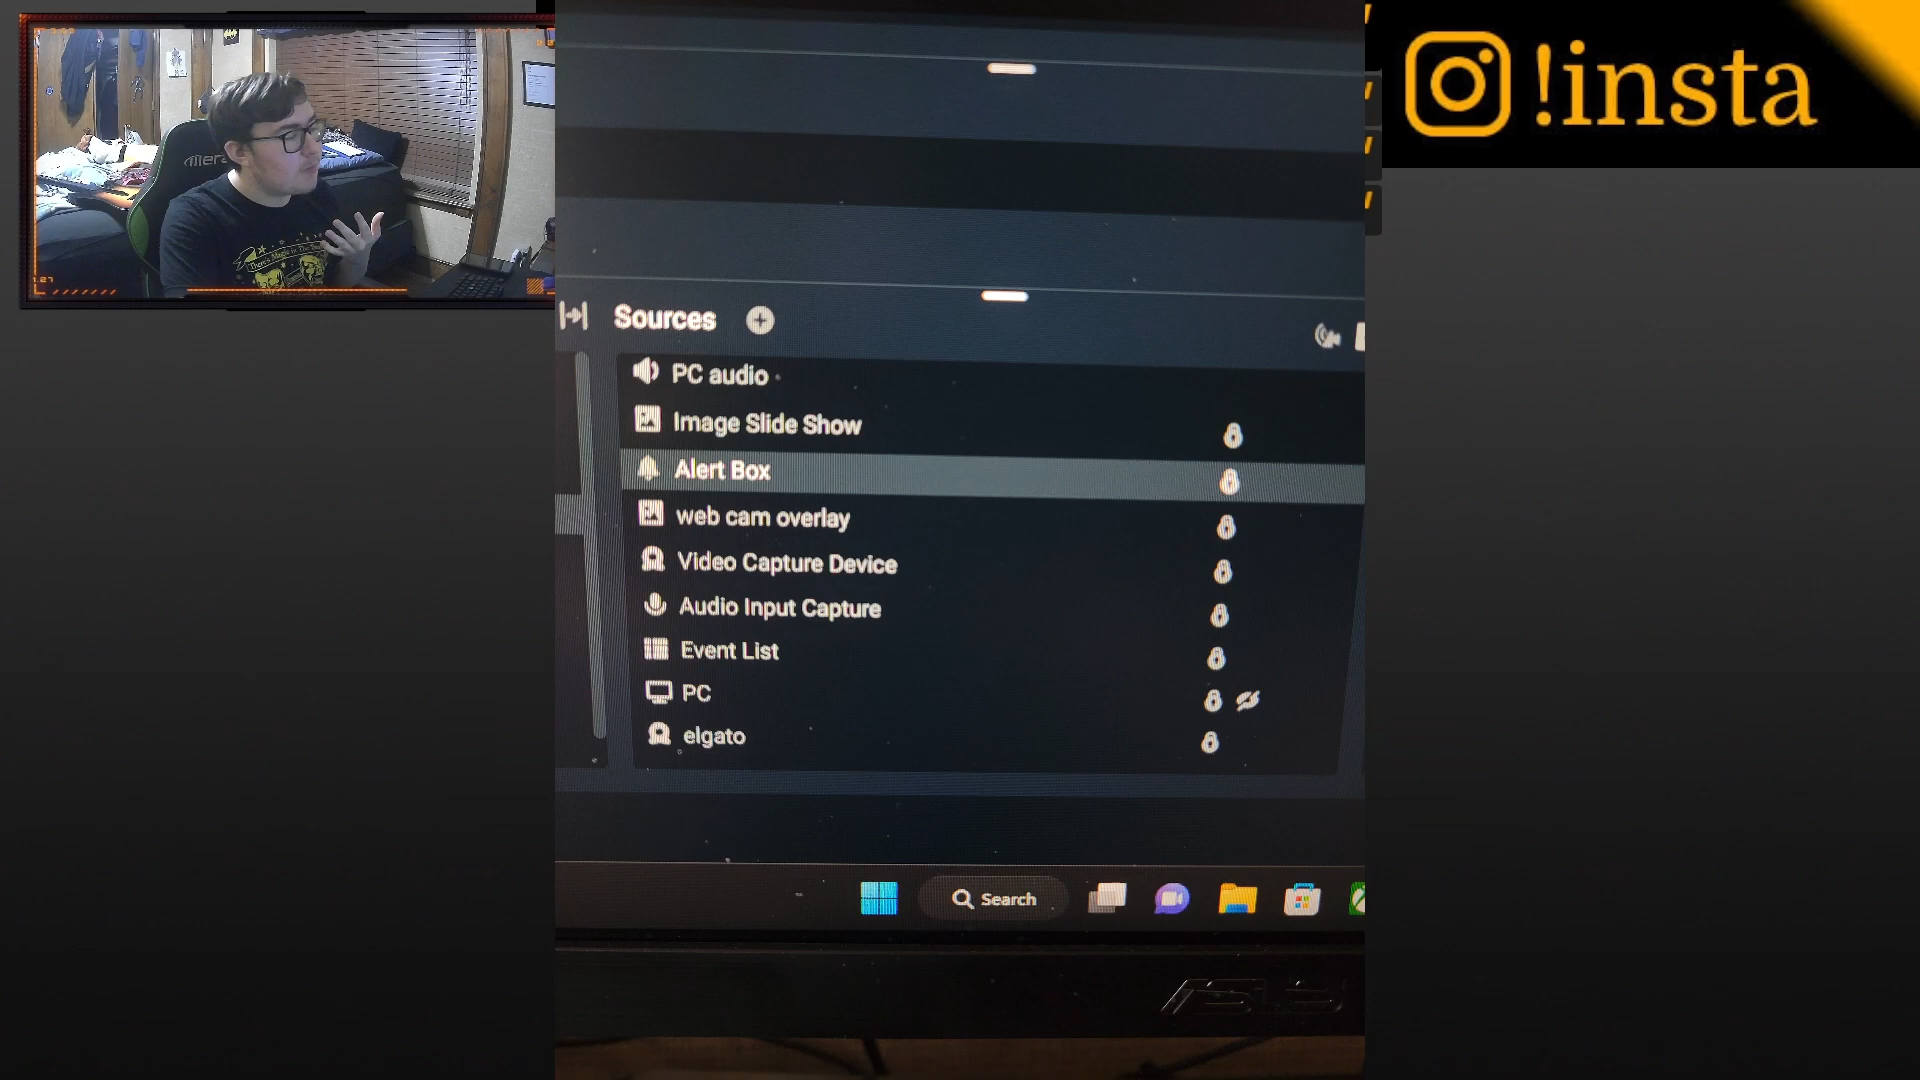 !insta
Sources
PC audio
Image Slide Show
Alert Box
web cam overlay
Video Capture Device
Audio Input Capture
Event List
PC
elgato
Search
ASUS